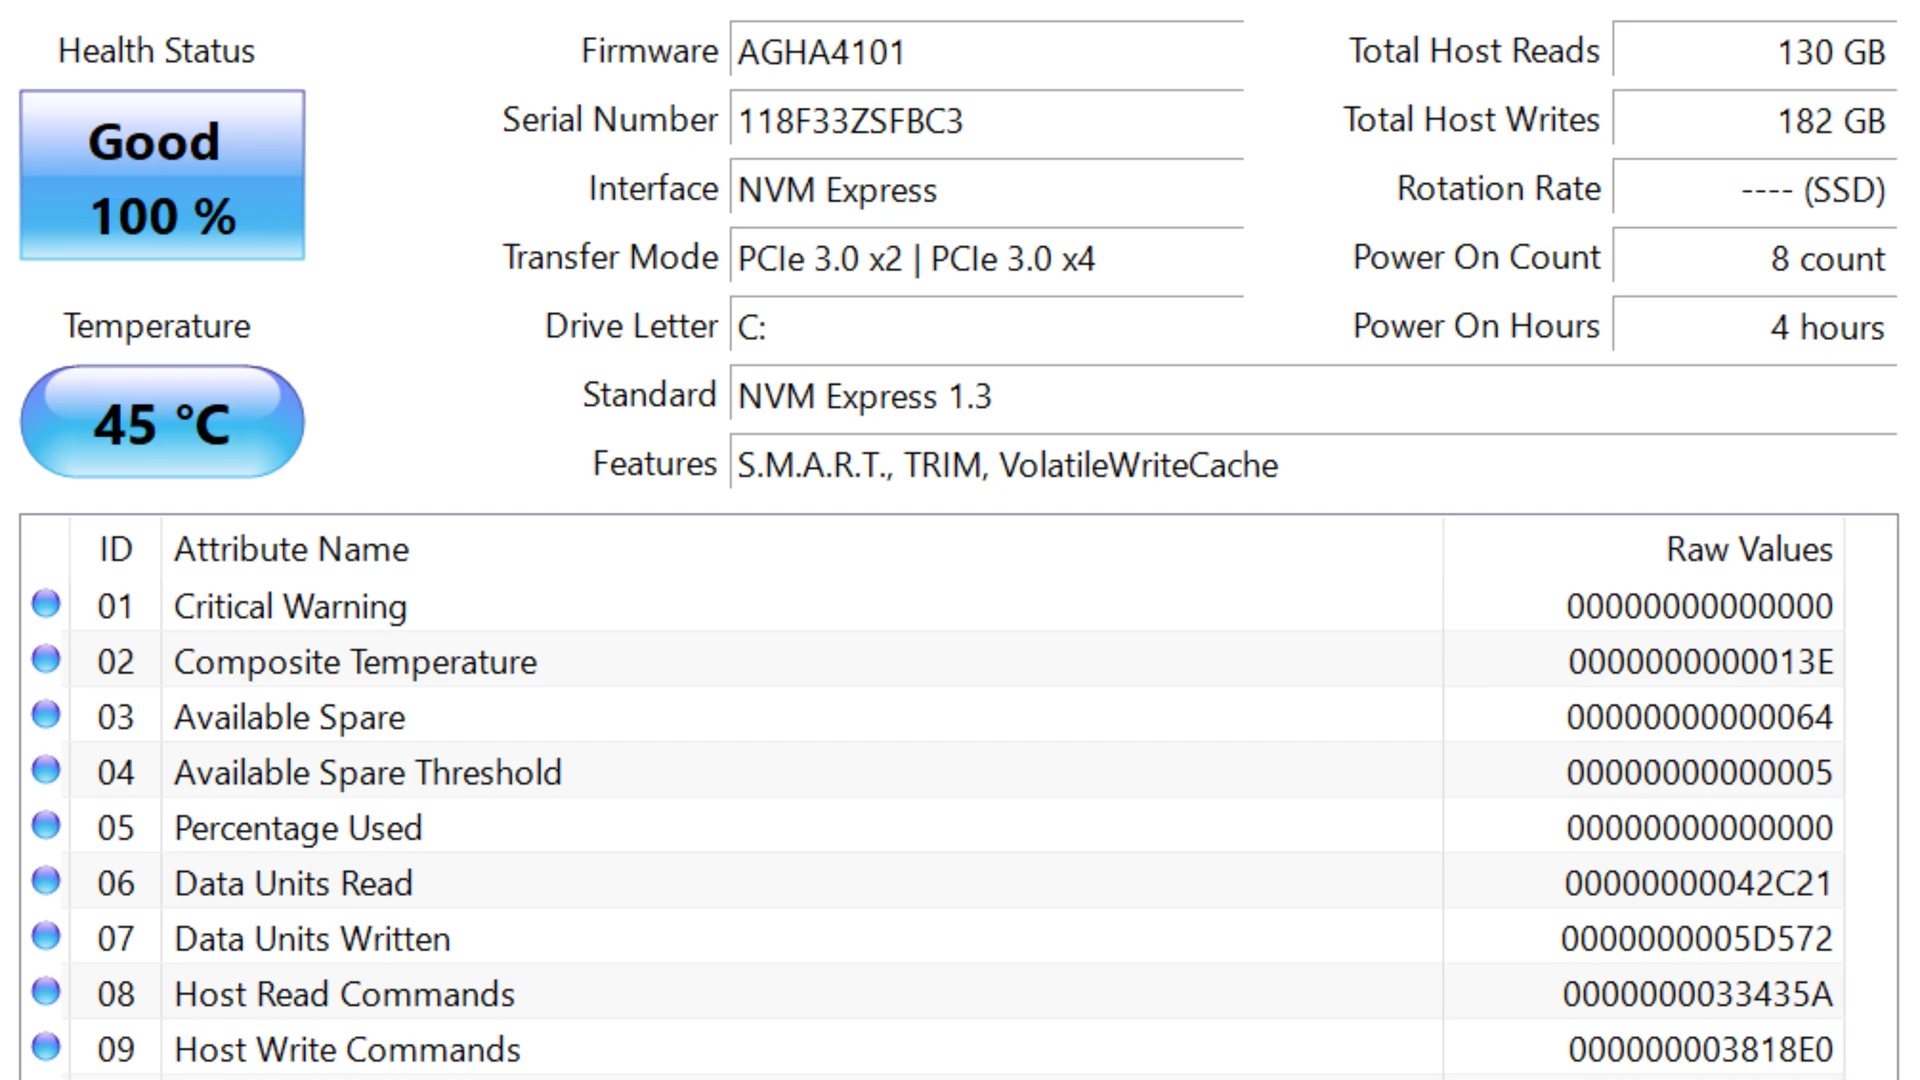 Health Status
Good
100 %
Temperature
45 °C
Firmware AGHA4101
Serial Number 118F33ZSFBC3
Interface NVM Express
Transfer Mode PCIe 3.0 x2 | PCIe 3.0 x4
Drive Letter C:
Standard NVM Express 1.3
Features S.M.A.R.T., TRIM, VolatileWriteCache
Total Host Reads 130 GB
Total Host Writes 182 GB
Rotation Rate ---- (SSD)
Power On Count 8 count
Power On Hours 4 hours
ID Attribute Name Raw Values
01 Critical Warning 00000000000000
02 Composite Temperature 0000000000013E
03 Available Spare 00000000000064
04 Available Spare Threshold 00000000000005
05 Percentage Used 00000000000000
06 Data Units Read 00000000042C21
07 Data Units Written 0000000005D572
08 Host Read Commands 0000000033435A
09 Host Write Commands 000000003818E0